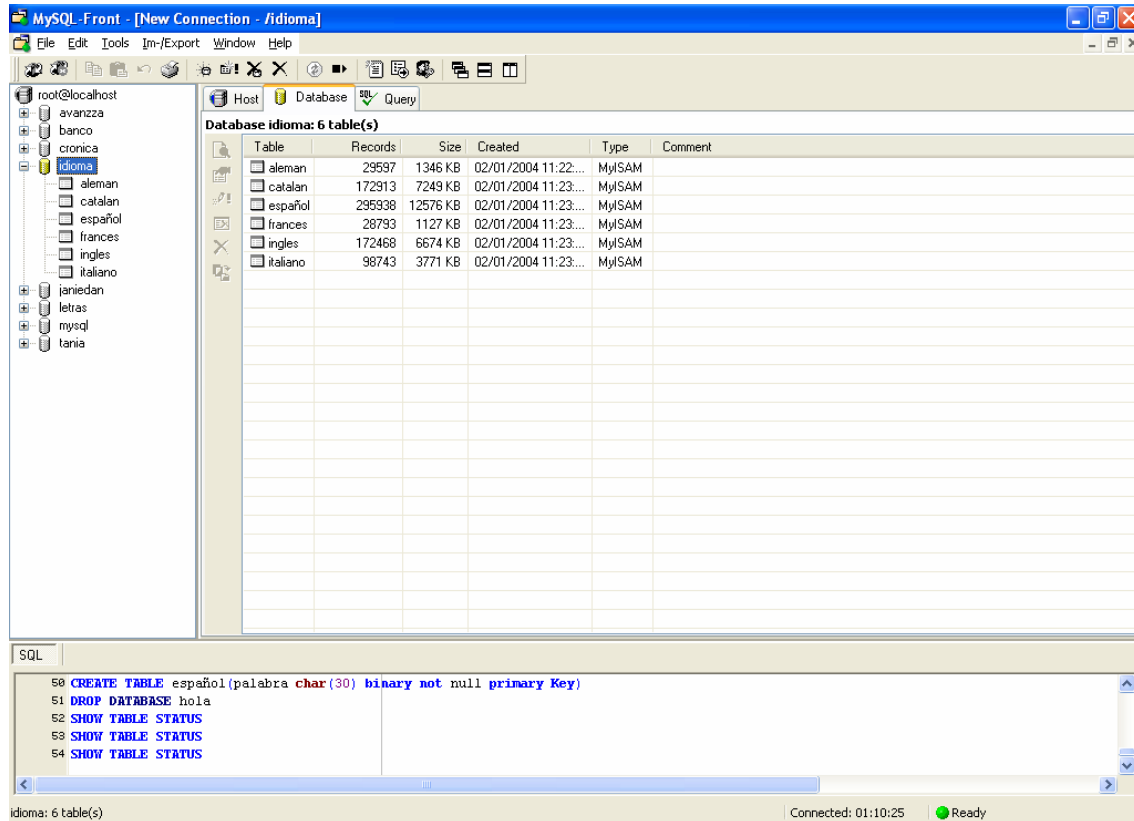 MySQL-Front - [New Connection - /idioma]
File Edit Tools Im-/Export Window Help
root@localhost
avanzza
banco
cronica
idioma
aleman
catalan
español
frances
ingles
italiano
janiedan
letras
mysql
tania
Host Database SQL Query
Database idioma: 6 table(s)
Table Records Size Created Type Comment
aleman 29597 1346 KB 02/01/2004 11:22:... MyISAM
catalan 172913 7249 KB 02/01/2004 11:23:... MyISAM
español 295938 12576 KB 02/01/2004 11:23:... MyISAM
frances 28793 1127 KB 02/01/2004 11:23:... MyISAM
ingles 172468 6674 KB 02/01/2004 11:23:... MyISAM
italiano 98743 3771 KB 02/01/2004 11:23:... MyISAM
SQL
50 CREATE TABLE español(palabra char(30) binary not null primary Key)
51 DROP DATABASE hola
52 SHOW TABLE STATUS
53 SHOW TABLE STATUS
54 SHOW TABLE STATUS
idioma: 6 table(s) Connected: 01:10:25 Ready